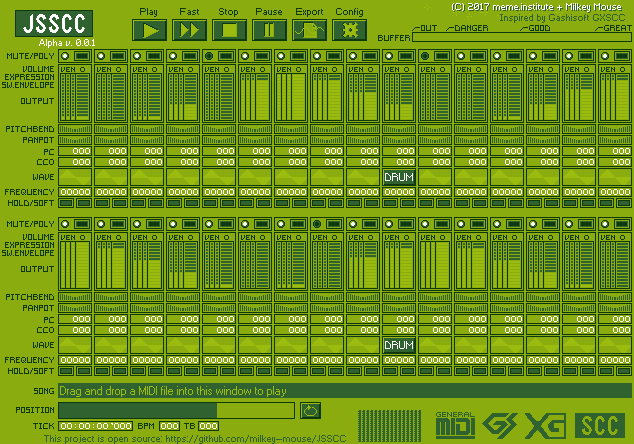 JSSCC
Alpha v. 0.0.1
Play Fast Stop Pause Export Config
(C) 2017 meme.institute + Milkey Mouse
Inspired by Gashisoft GXSCC
BUFFER OUT DANGER GOOD GREAT
MUTE/POLY
VOLUME VEN VEN VEN VEN VEN VEN VEN VEN VEN VEN VEN VEN VEN VEN VEN VEN
EXPRESSION
SW.ENVELOPE
OUTPUT
PITCHBEND
PANPOT
PC 000 000 000 000 000 000 000 000 000 000 000 000 000 000 000 000
CC0 000 000 000 000 000 000 000 000 000 000 000 000 000 000 000 000
WAVE DRUM
FREQUENCY 00000 00000 00000 00000 00000 00000 00000 00000 00000 00000 00000 00000 00000 00000 00000 00000
HOLD/SOFT
MUTE/POLY
VOLUME VEN VEN VEN VEN VEN VEN VEN VEN VEN VEN VEN VEN VEN VEN VEN VEN
EXPRESSION
SW.ENVELOPE
OUTPUT
PITCHBEND
PANPOT
PC 000 000 000 000 000 000 000 000 000 000 000 000 000 000 000 000
CC0 000 000 000 000 000 000 000 000 000 000 000 000 000 000 000 000
WAVE DRUM
FREQUENCY 00000 00000 00000 00000 00000 00000 00000 00000 00000 00000 00000 00000 00000 00000 00000 00000
HOLD/SOFT
SONG Drag and drop a MIDI file into this window to play
POSITION
TICK 00:00:00'000 BPM 000 TB 000
GENERAL MIDI GS XG SCC
This project is open source: https://github.com/milkey-mouse/JSSCC